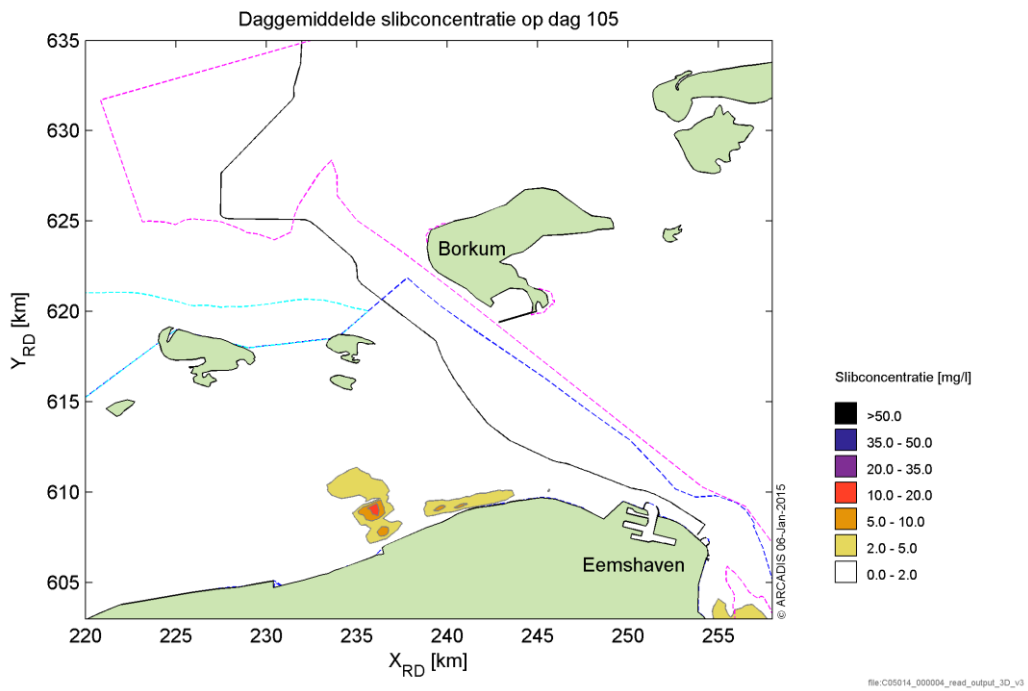 Daggemiddelde slibconcentratie op dag 105
635
630
625
620
615
610
605
Y_RD [km]
Borkum
Eemshaven
© ARCADIS 06-Jan-2015
220 225 230 235 240 245 250 255
X_RD [km]
Slibconcentratie [mg/l]
>50.0
35.0 - 50.0
20.0 - 35.0
10.0 - 20.0
5.0 - 10.0
2.0 - 5.0
0.0 - 2.0
file:C05014_000004_read_output_3D_v3